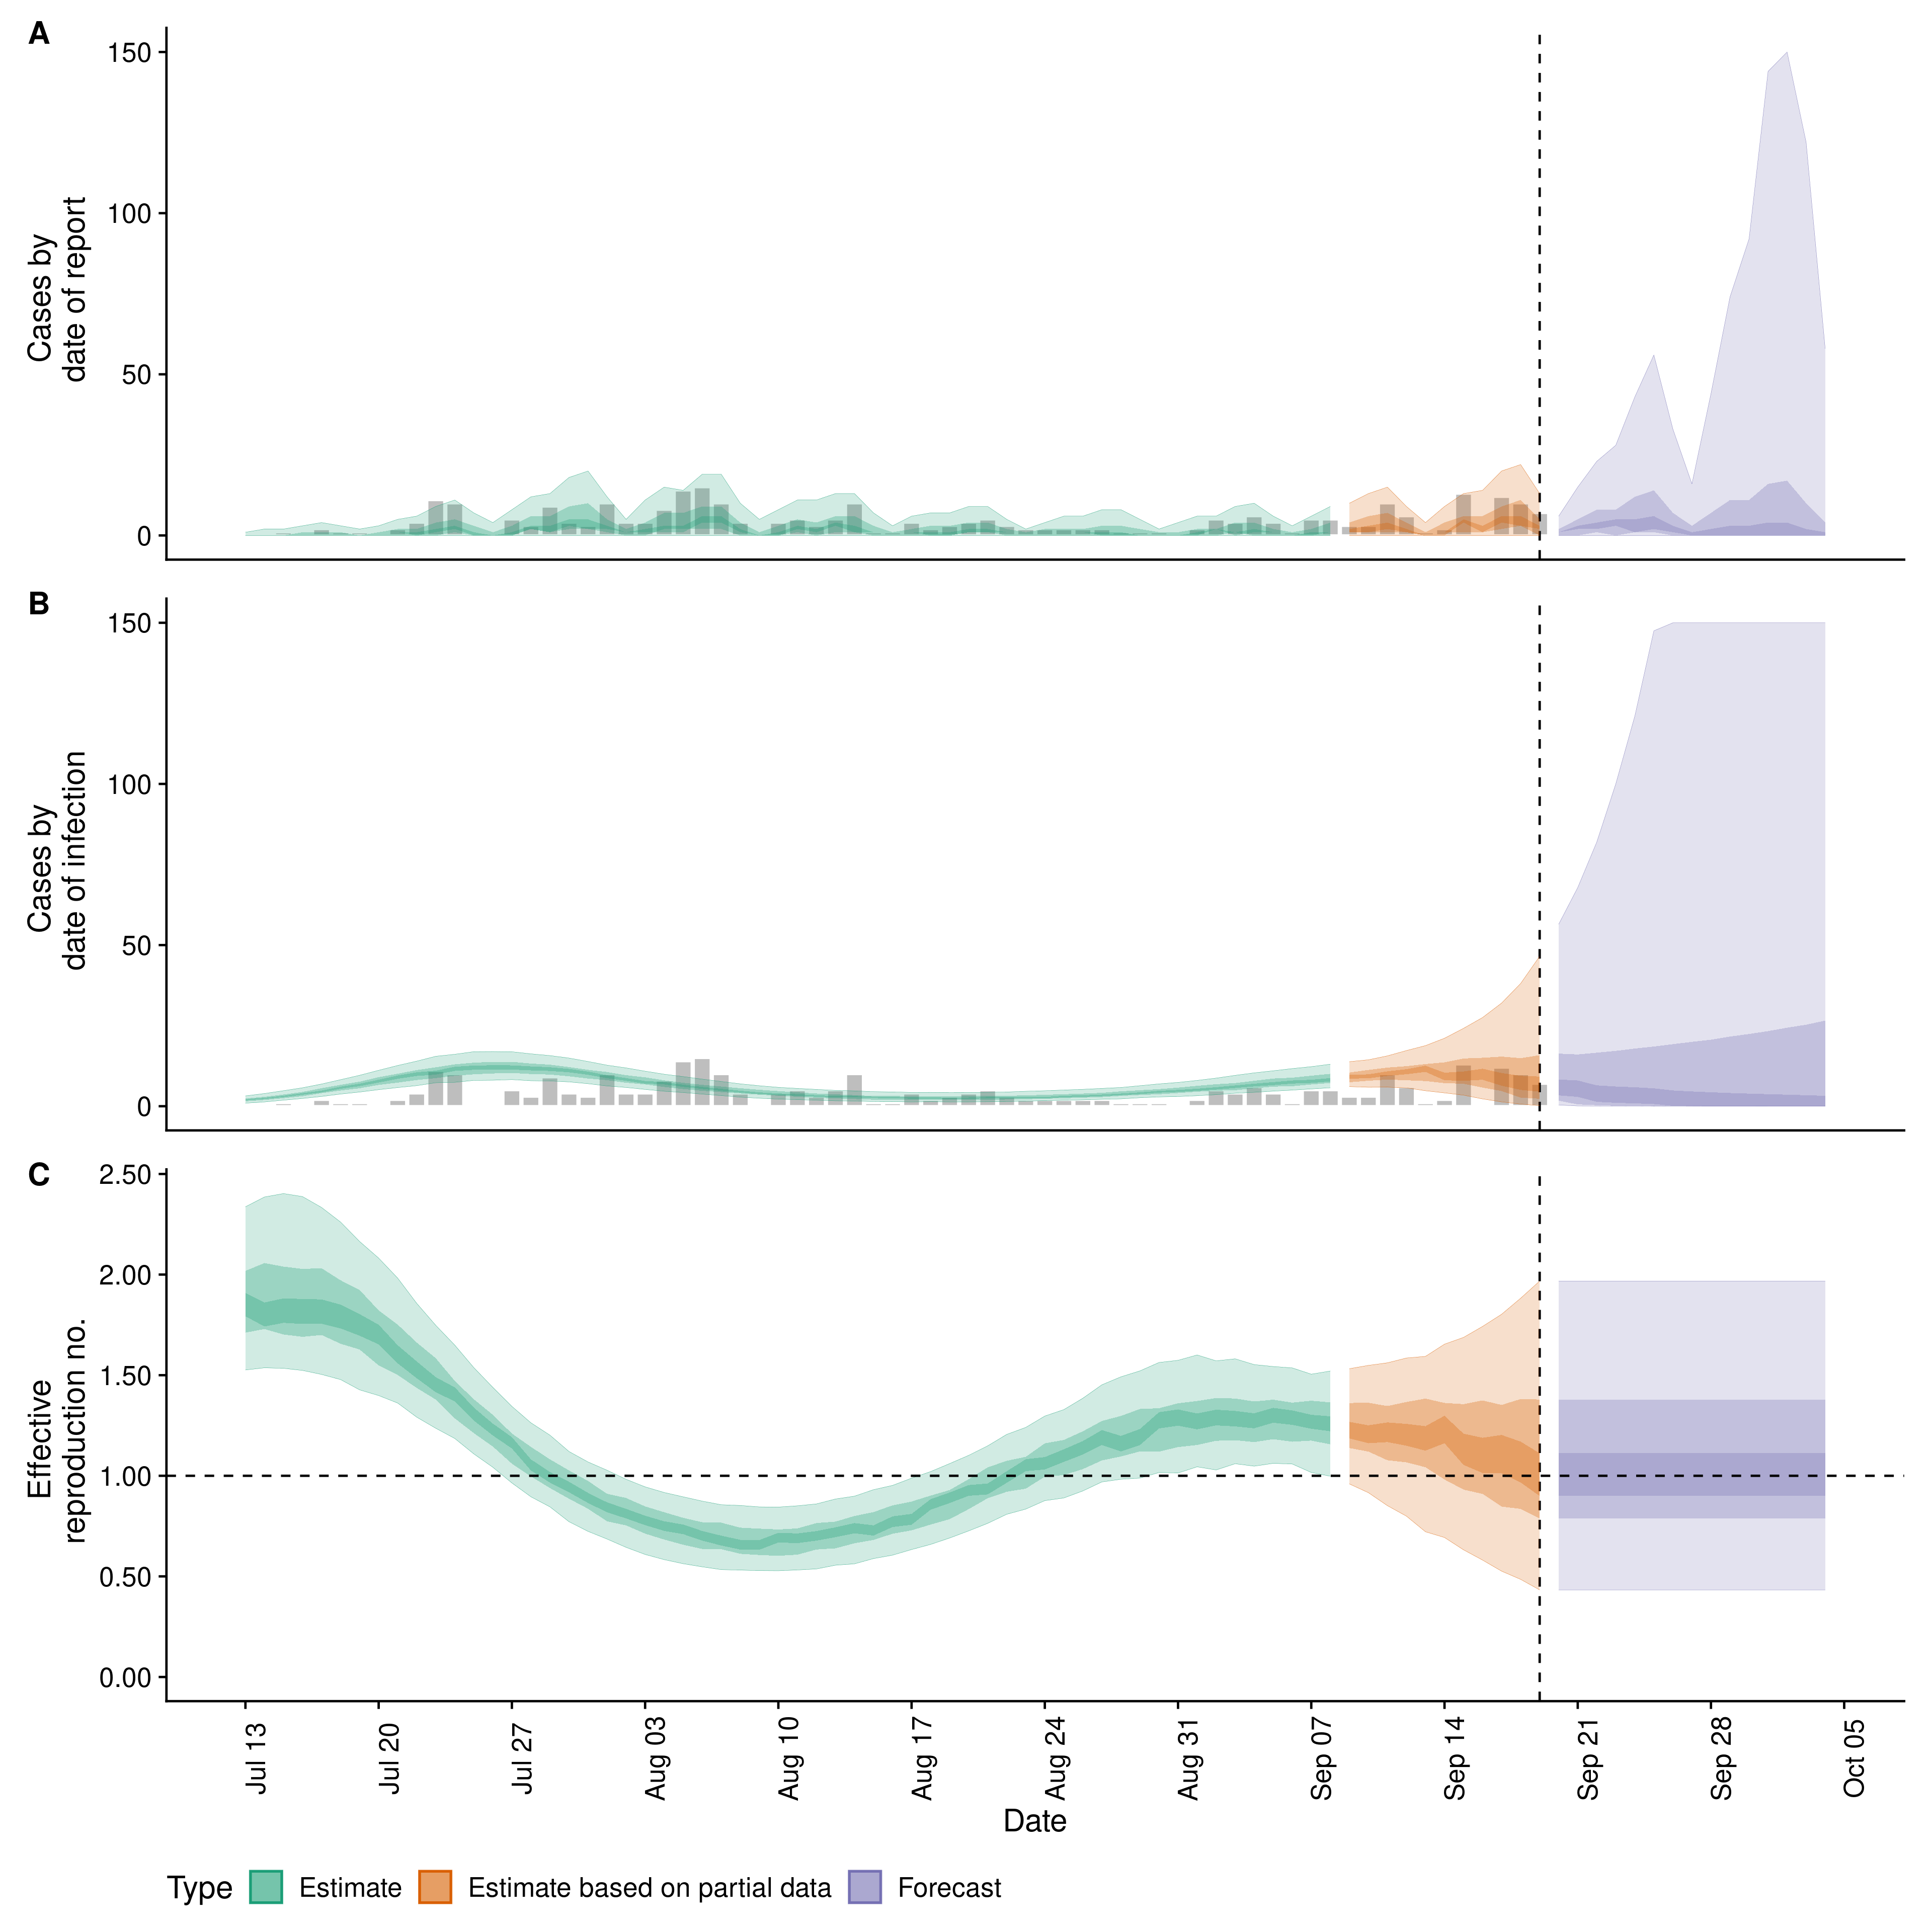 A
Cases by
date of report
150
100
50
0
B
Cases by
date of infection
150
100
50
0
C
Effective
reproduction no.
2.50
2.00
1.50
1.00
0.50
0.00
Jul 13
Jul 20
Jul 27
Aug 03
Aug 10
Aug 17
Aug 24
Aug 31
Sep 07
Sep 14
Sep 21
Sep 28
Oct 05
Date
Type Estimate Estimate based on partial data Forecast